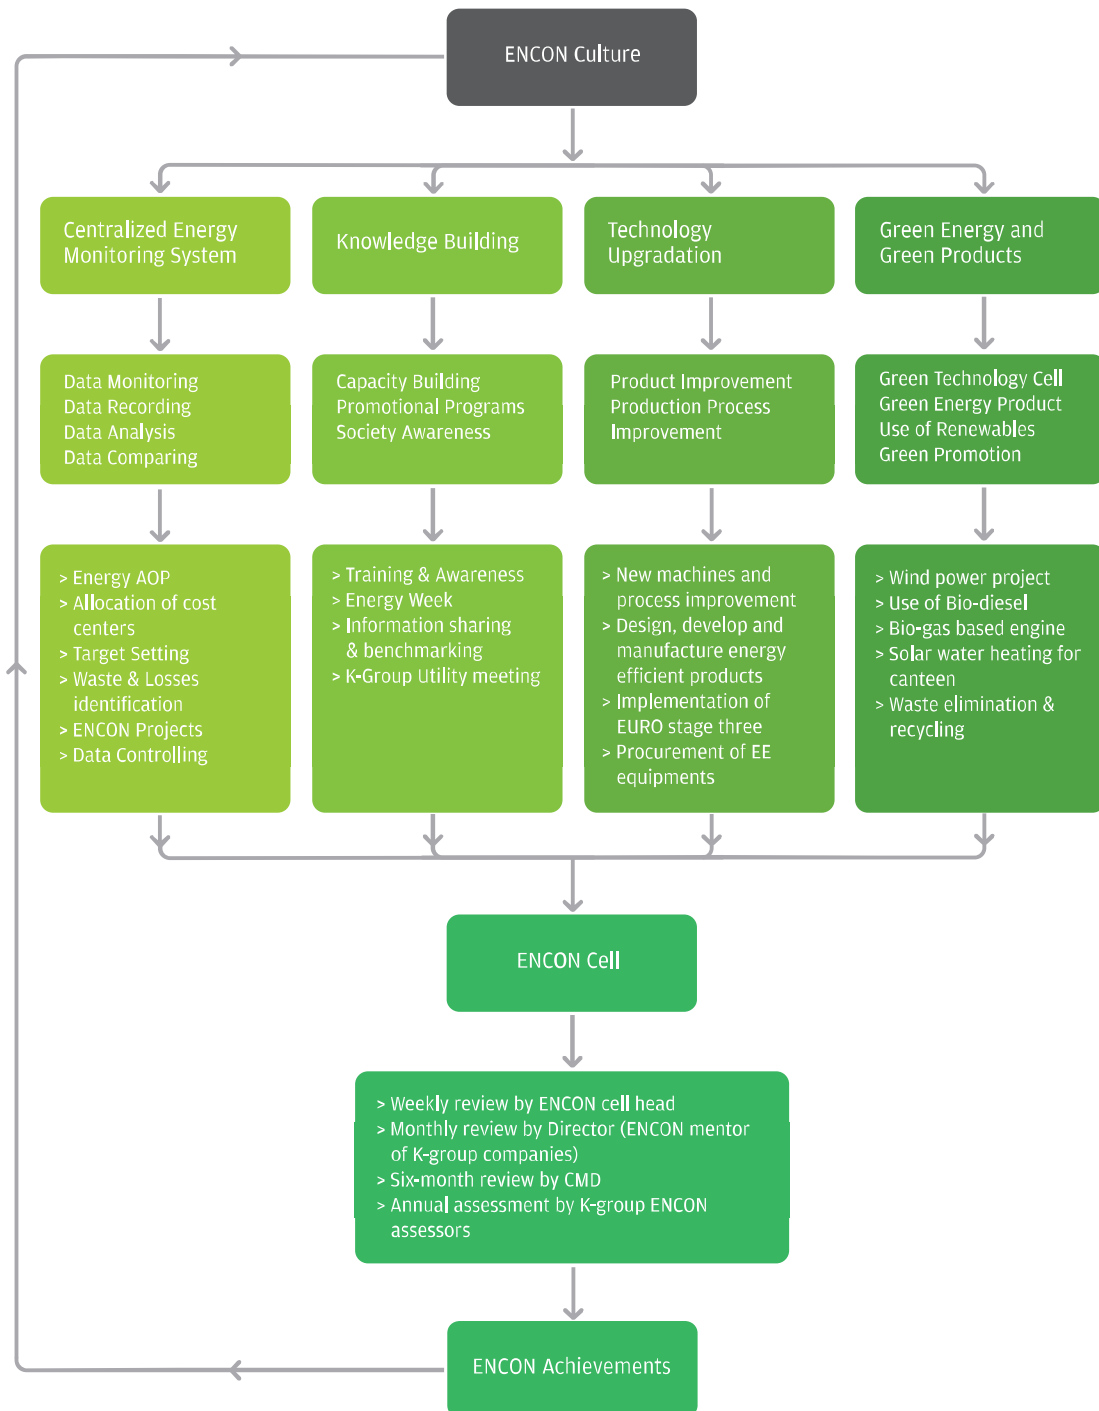 ENCON Culture
Centralized Energy
Monitoring System
Knowledge Building
Technology
Upgradation
Green Energy and
Green Products
Data Monitoring
Data Recording
Data Analysis
Data Comparing
Capacity Building
Promotional Programs
Society Awareness
Product Improvement
Production Process
Improvement
Green Technology Cell
Green Energy Product
Use of Renewables
Green Promotion
> Energy AOP
> Allocation of cost
centers
> Target Setting
> Waste & Losses
identification
> ENCON Projects
> Data Controlling
> Training & Awareness
> Energy Week
> Information sharing
& benchmarking
> K-Group Utility meeting
> New machines and
process improvement
> Design, develop and
manufacture energy
efficient products
> Implementation of
EURO stage three
> Procurement of EE
equipments
> Wind power project
> Use of Bio-diesel
> Bio-gas based engine
> Solar water heating for
canteen
> Waste elimination &
recycling
ENCON Cell
> Weekly review by ENCON cell head
> Monthly review by Director (ENCON mentor
of K-group companies)
> Six-month review by CMD
> Annual assessment by K-group ENCON
assessors
ENCON Achievements